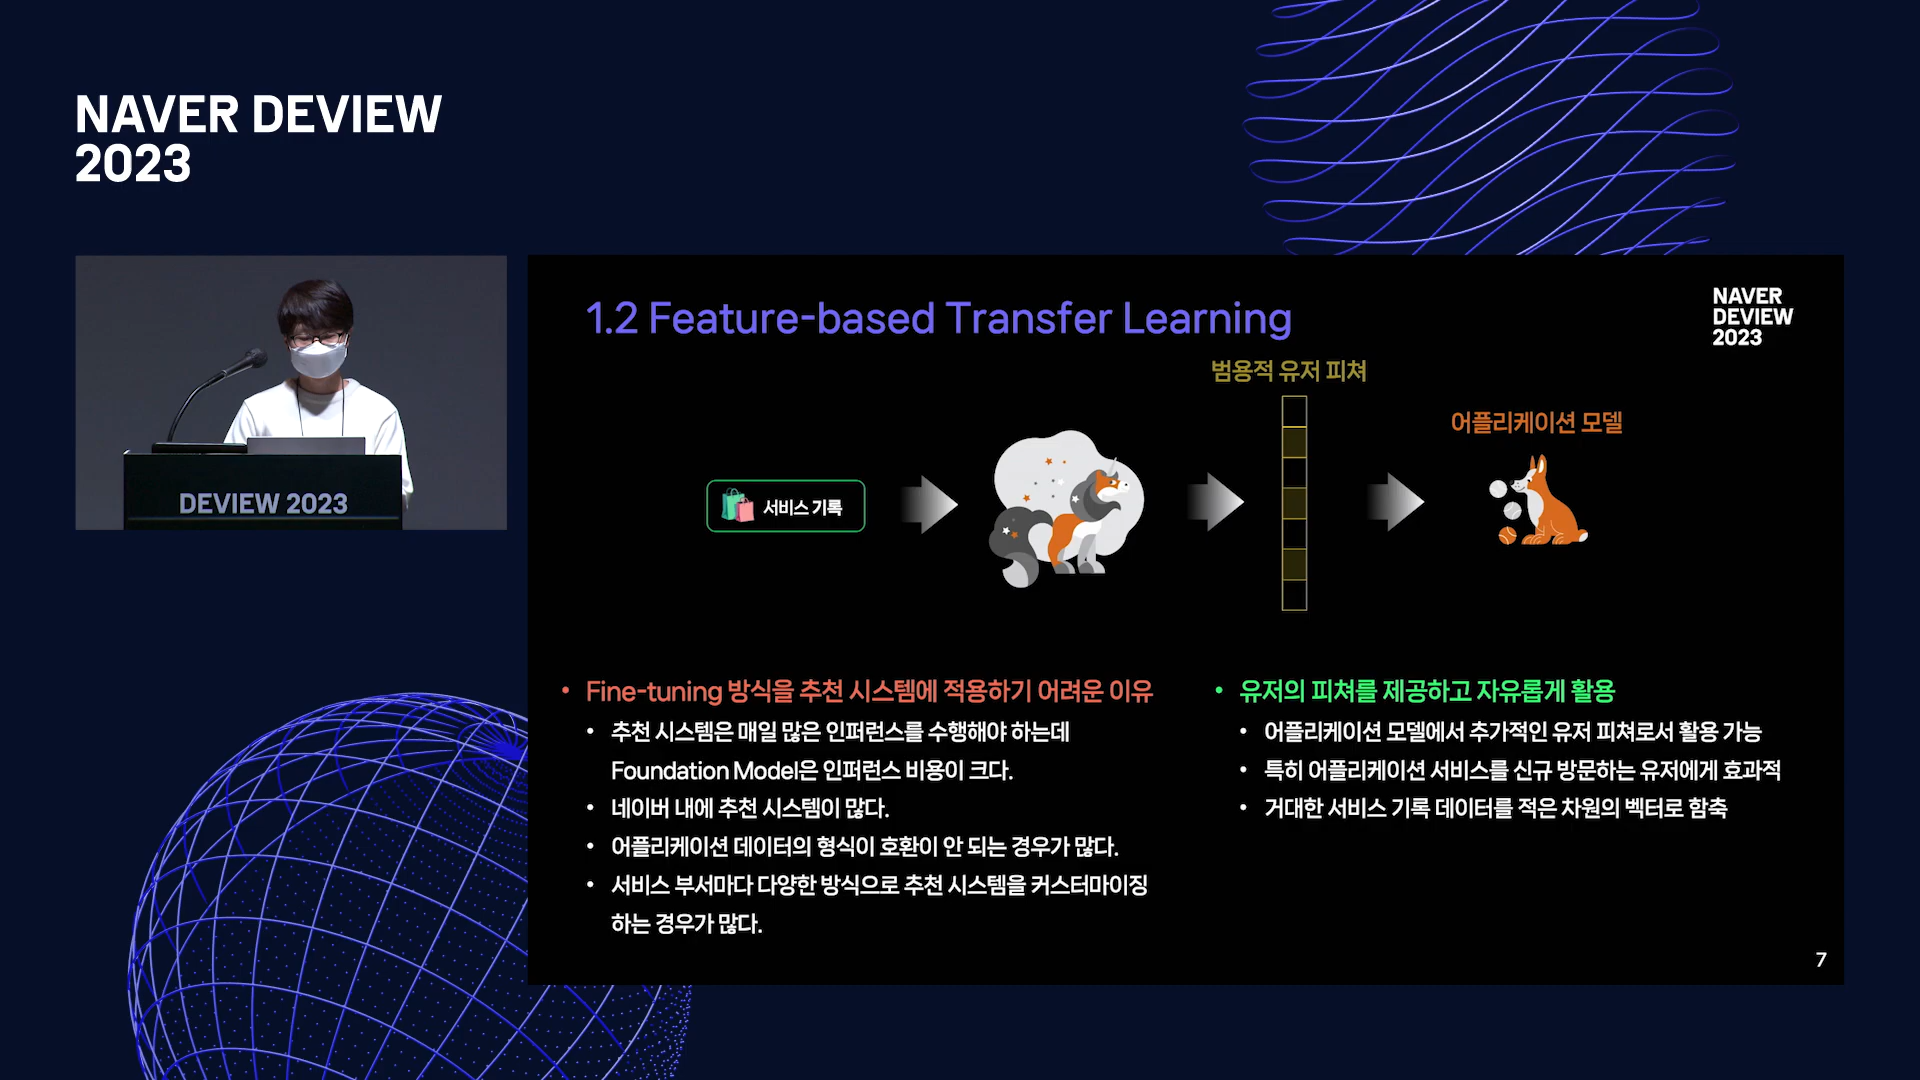 NAVER DEVIEW
2023
DEVIEW 2023
1.2 Feature-based Transfer Learning
NAVER
DEVIEW
2023
범용적 유저 피쳐
어플리케이션 모델
서비스 기록
• Fine-tuning 방식을 추천 시스템에 적용하기 어려운 이유
• 추천 시스템은 매일 많은 인퍼런스를 수행해야 하는데
Foundation Model은 인퍼런스 비용이 크다.
• 네이버 내에 추천 시스템이 많다.
• 어플리케이션 데이터의 형식이 호환이 안 되는 경우가 많다.
• 서비스 부서마다 다양한 방식으로 추천 시스템을 커스터마이징
하는 경우가 많다.
• 유저의 피쳐를 제공하고 자유롭게 활용
• 어플리케이션 모델에서 추가적인 유저 피쳐로서 활용 가능
• 특히 어플리케이션 서비스를 신규 방문하는 유저에게 효과적
• 거대한 서비스 기록 데이터를 적은 차원의 벡터로 함축
7